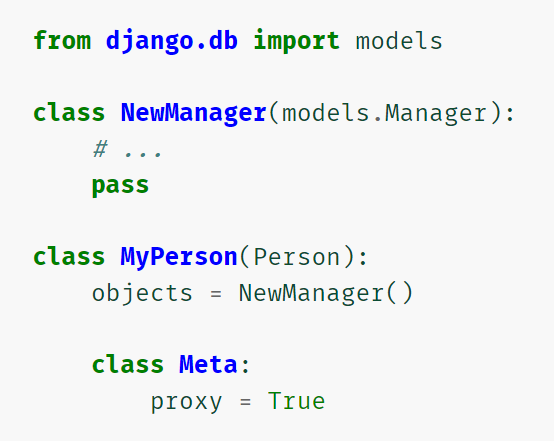 from django.db import models
class NewManager(models.Manager):
    # ...
    pass
class MyPerson(Person):
    objects = NewManager()
    class Meta:
        proxy = True